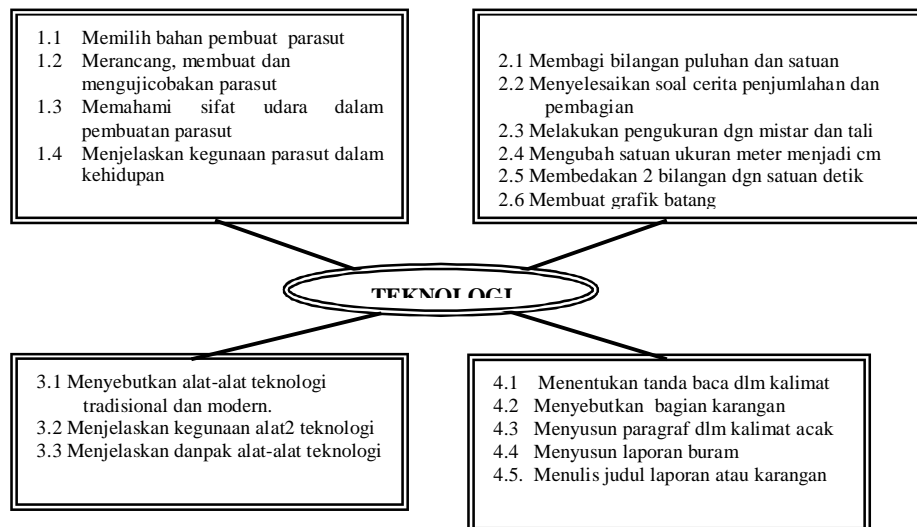 1.1 Memilih bahan pembuat parasut
1.2 Merancang, membuat dan
mengujicobakan parasut
1.3 Memahami sifat udara dalam
pembuatan parasut
1.4 Menjelaskan kegunaan parasut dalam
kehidupan
2.1 Membagi bilangan puluhan dan satuan
2.2 Menyelesaikan soal cerita penjumlahan dan
pembagian
2.3 Melakukan pengukuran dgn mistar dan tali
2.4 Mengubah satuan ukuran meter menjadi cm
2.5 Membedakan 2 bilangan dgn satuan detik
2.6 Membuat grafik batang
TEKNOLOGI
3.1 Menyebutkan alat-alat teknologi
tradisional dan modern.
3.2 Menjelaskan kegunaan alat2 teknologi
3.3 Menjelaskan danpak alat-alat teknologi
4.1 Menentukan tanda baca dlm kalimat
4.2 Menyebutkan bagian karangan
4.3 Menyusun paragraf dlm kalimat acak
4.4 Menyusun laporan buram
4.5. Menulis judul laporan atau karangan